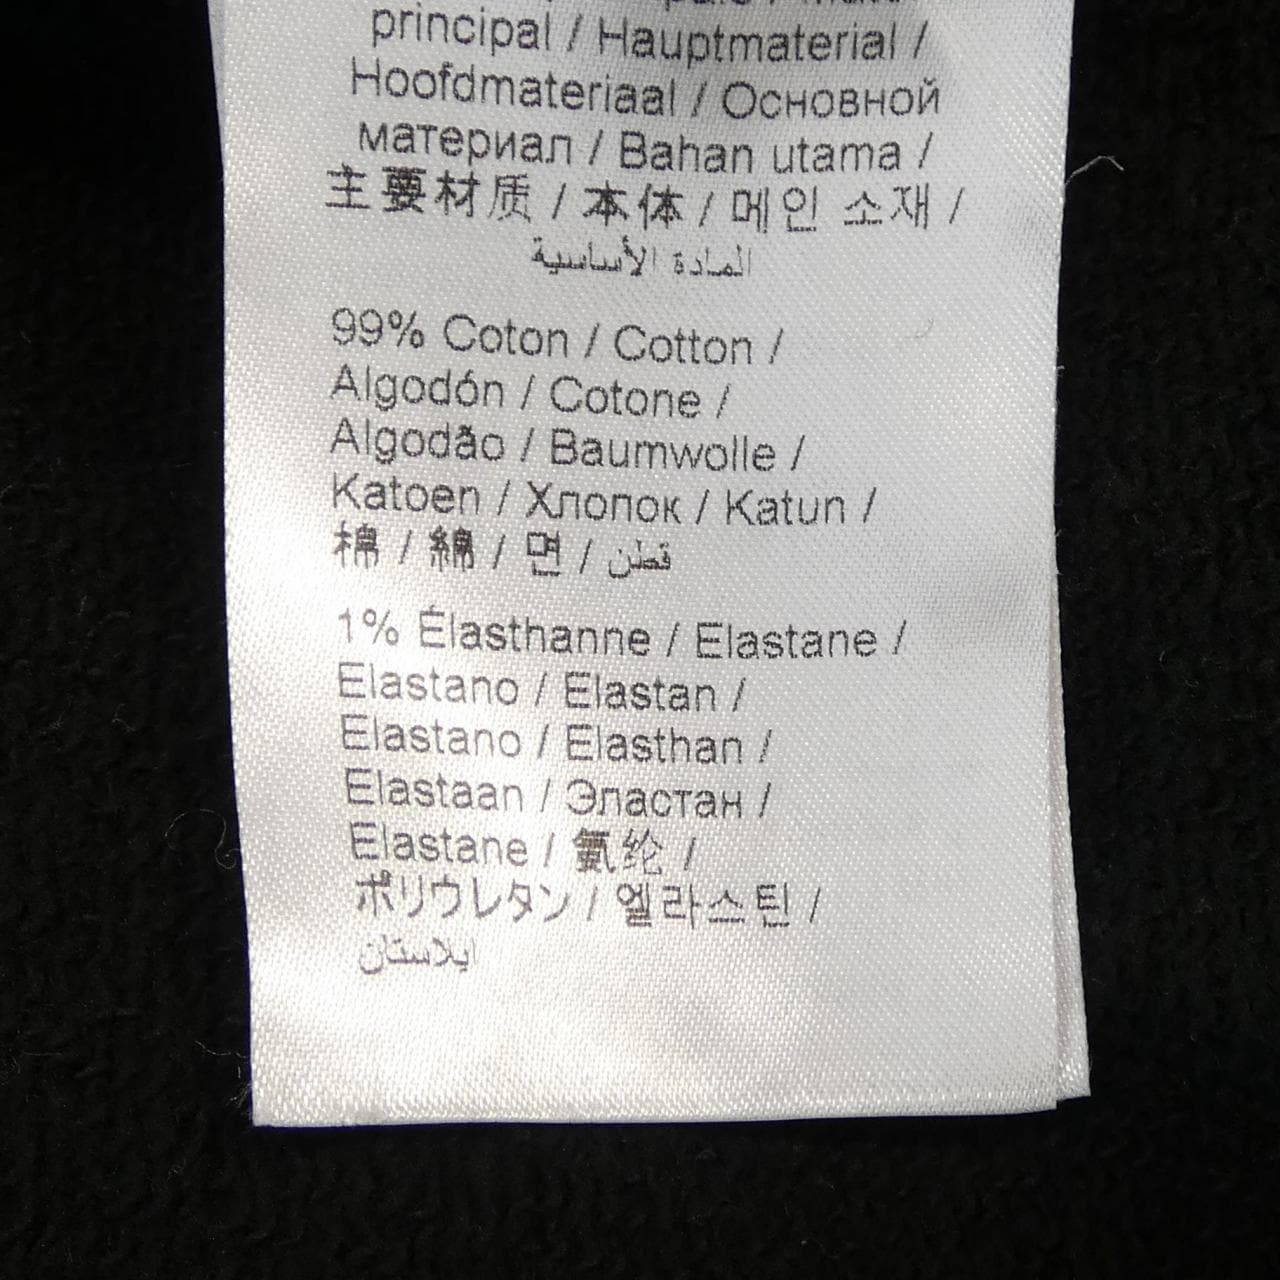 principal / Hauptmaterial /
Hoofdmateriaal / Основной
материал / Bahan utama /
主要材质 / 本体 / 메인 소재 /
المادة الأساسية
99% Coton / Cotton /
Algodón / Cotone /
Algodão / Baumwolle /
Katoen / Хлопок / Katun /
棉 / 綿 / 면 / قطن
1% Élasthanne / Elastane /
Elastano / Elastan /
Elastano / Elasthan /
Elastaan / Эластан /
Elastane / 氨纶 /
ポリウレタン / 엘라스틴 /
ايلاستان